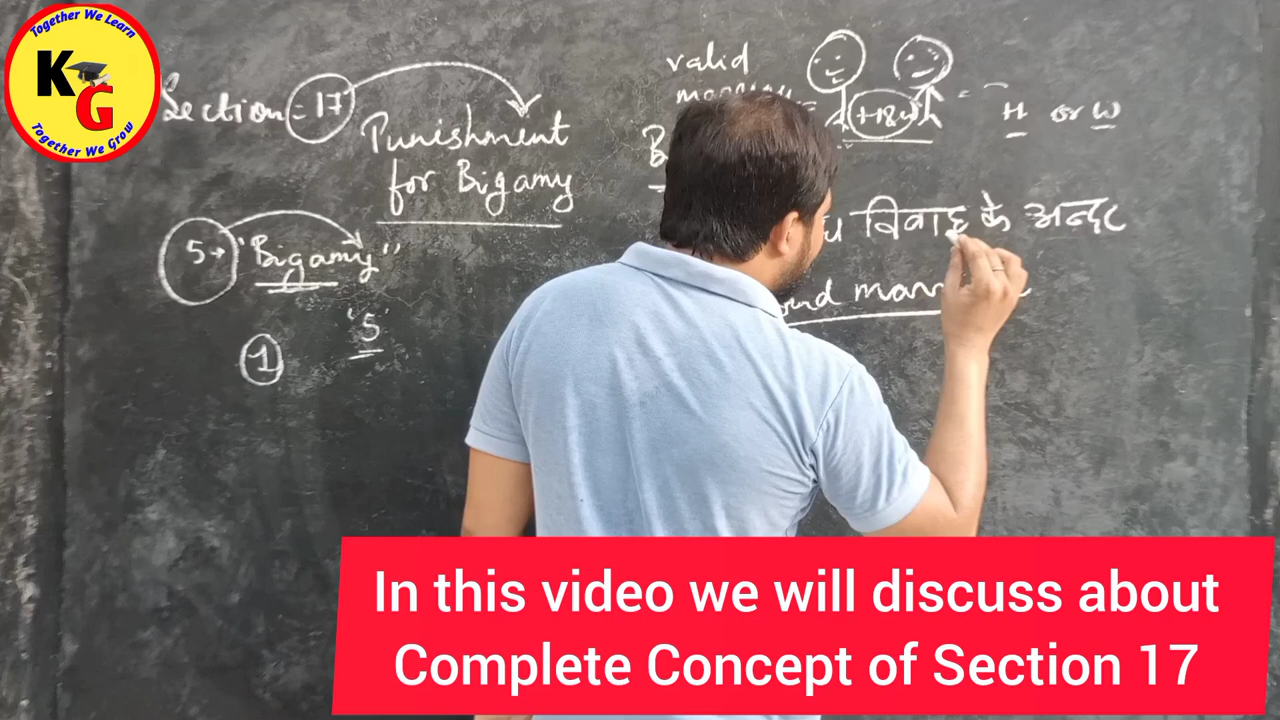 Together We Learn
KG
Together We Grow
Section = 17
Punishment
for Bigamy
5 → "Bigamy"
'5'
1
valid
H or W
विवाह के अन्दर
In this video we will discuss about
Complete Concept of Section 17